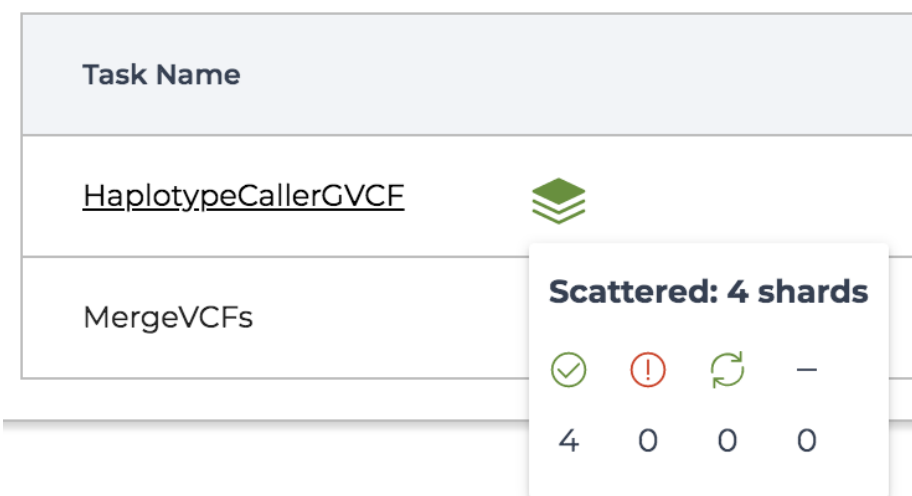 Task Name
HaplotypeCallerGVCF
Scattered: 4 shards
MergeVCFs
4 0 0 0